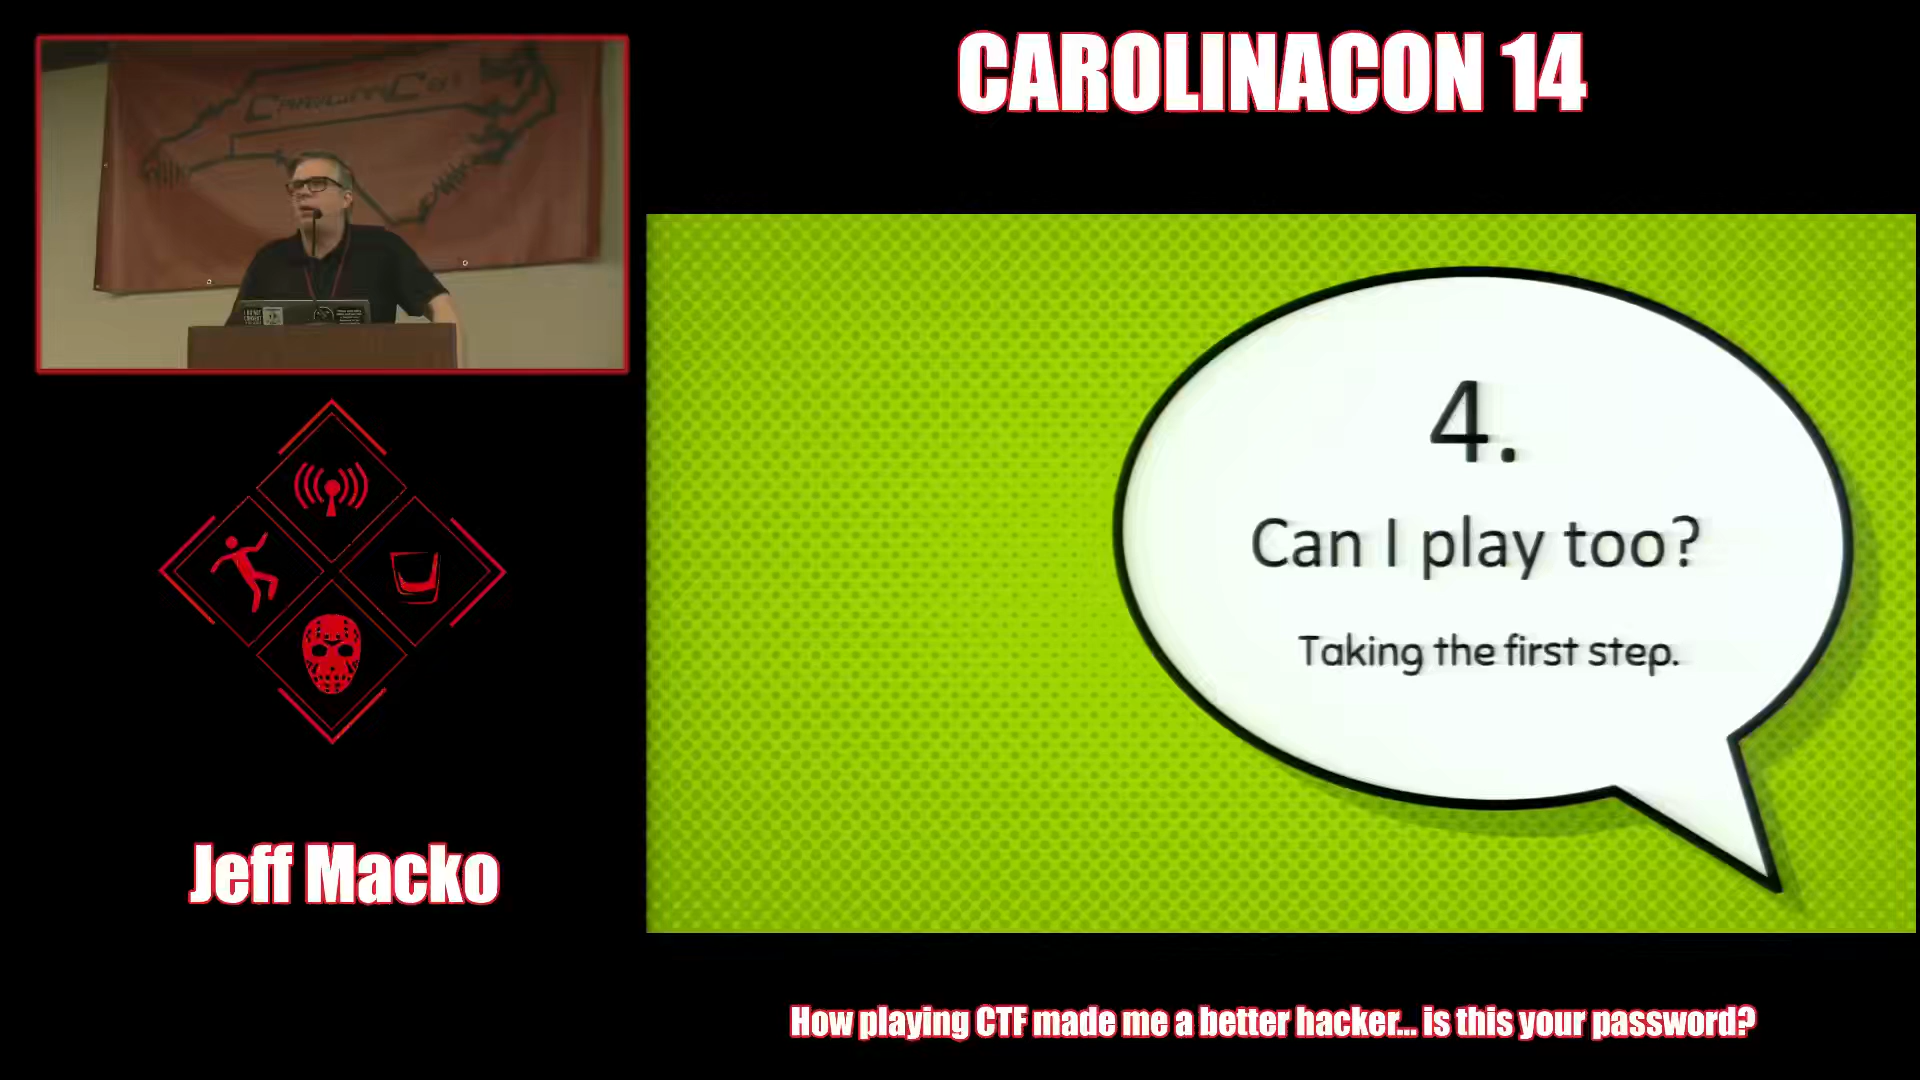 CAROLINACON 14
CAROLINACON
4.
Can I play too?
Taking the first step.
Jeff Macko
How playing CTF made me a better hacker... is this your password?